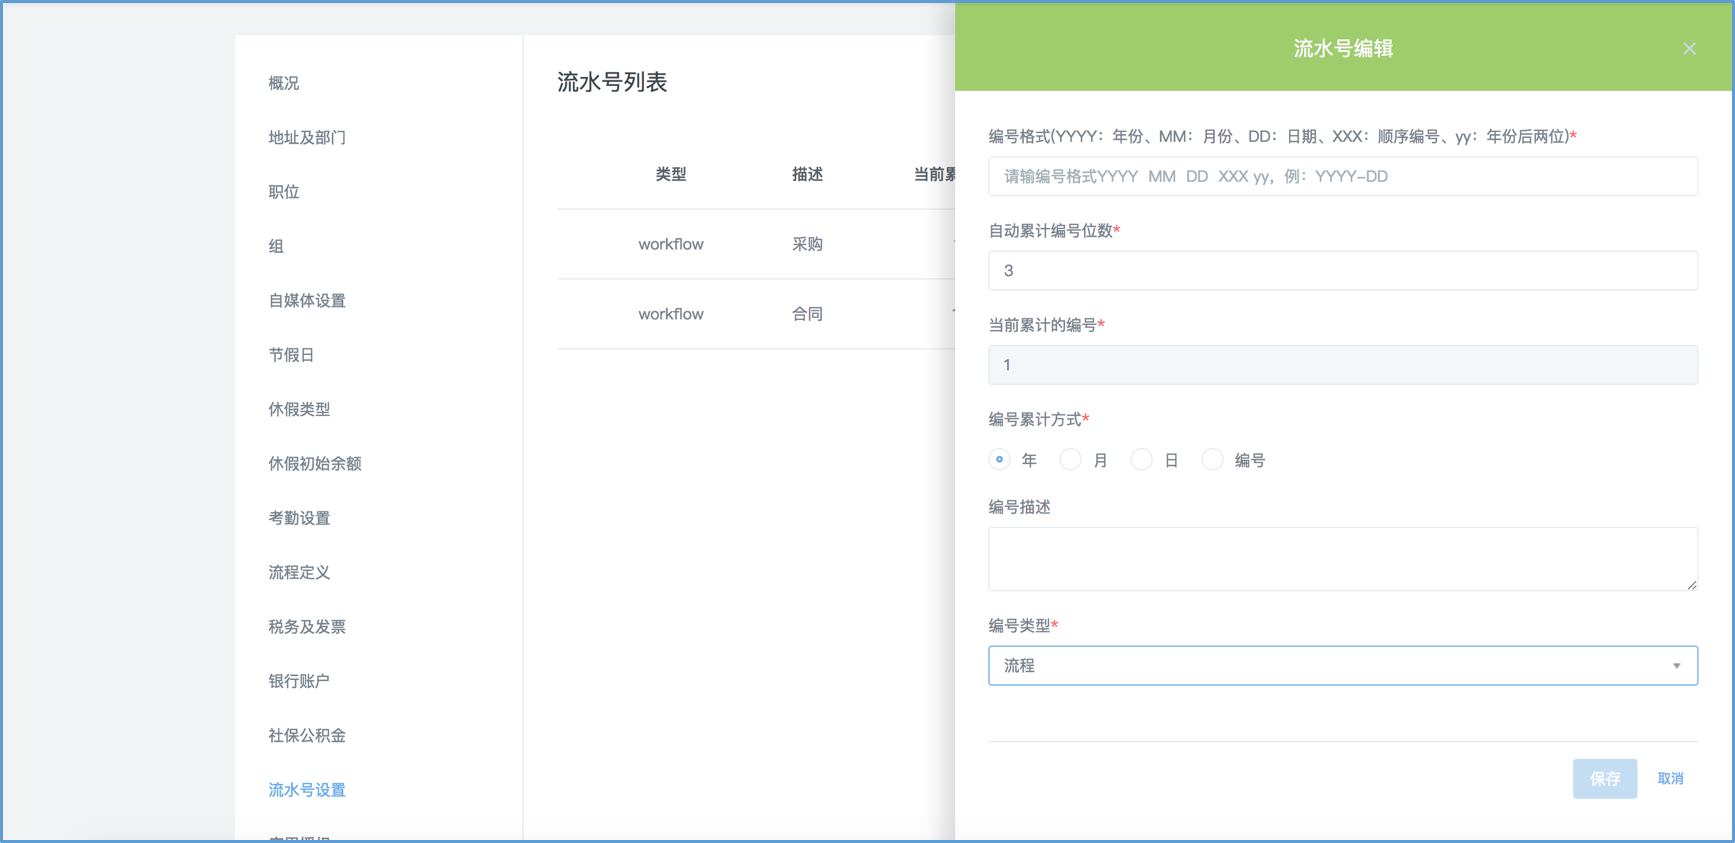 概况
地址及部门
职位
组
自媒体设置
节假日
休假类型
休假初始余额
考勤设置
流程定义
税务及发票
银行账户
社保公积金
流水号设置
流水号列表
类型 描述 当前累
workflow 采购
workflow 合同
流水号编辑
编号格式(YYYY：年份、MM：月份、DD：日期、XXX：顺序编号、yy：年份后两位)*
请输编号格式YYYY MM DD XXX yy，例：YYYY-DD
自动累计编号位数*
3
当前累计的编号*
1
编号累计方式*
年 月 日 编号
编号描述
编号类型*
流程
保存 取消